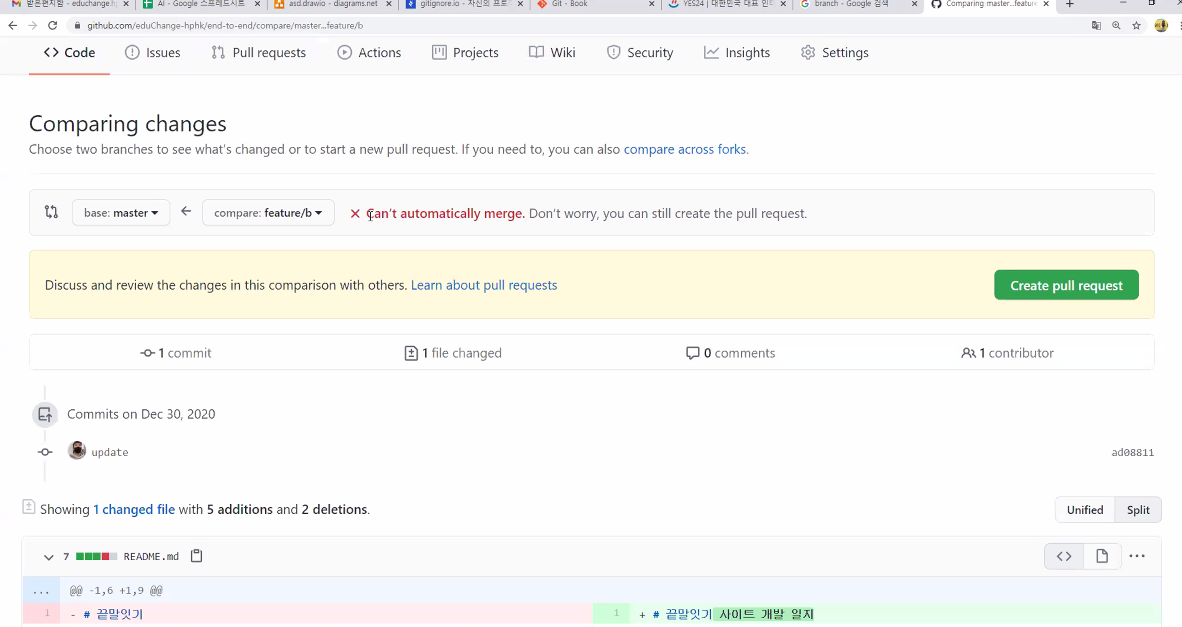 받은편지함 - educhange.hp
AI - Google 스프레드시트
asd.drawio - diagrams.net
gitignore.io - 자신의 프로
Git - Book
YES24 | 대한민국 대표 인터
branch - Google 검색
Comparing master...feature
github.com/eduChange-hphk/end-to-end/compare/master...feature/b
Code Issues Pull requests Actions Projects Wiki Security Insights Settings
Comparing changes
Choose two branches to see what's changed or to start a new pull request. If you need to, you can also compare across forks.
base: master compare: feature/b Can't automatically merge. Don't worry, you can still create the pull request.
Discuss and review the changes in this comparison with others. Learn about pull requests Create pull request
1 commit 1 file changed 0 comments 1 contributor
Commits on Dec 30, 2020
update ad08811
Showing 1 changed file with 5 additions and 2 deletions. Unified Split
7 README.md
... @@ -1,6 +1,9 @@
1 - # 끝말잇기 1 + # 끝말잇기 사이트 개발 일지